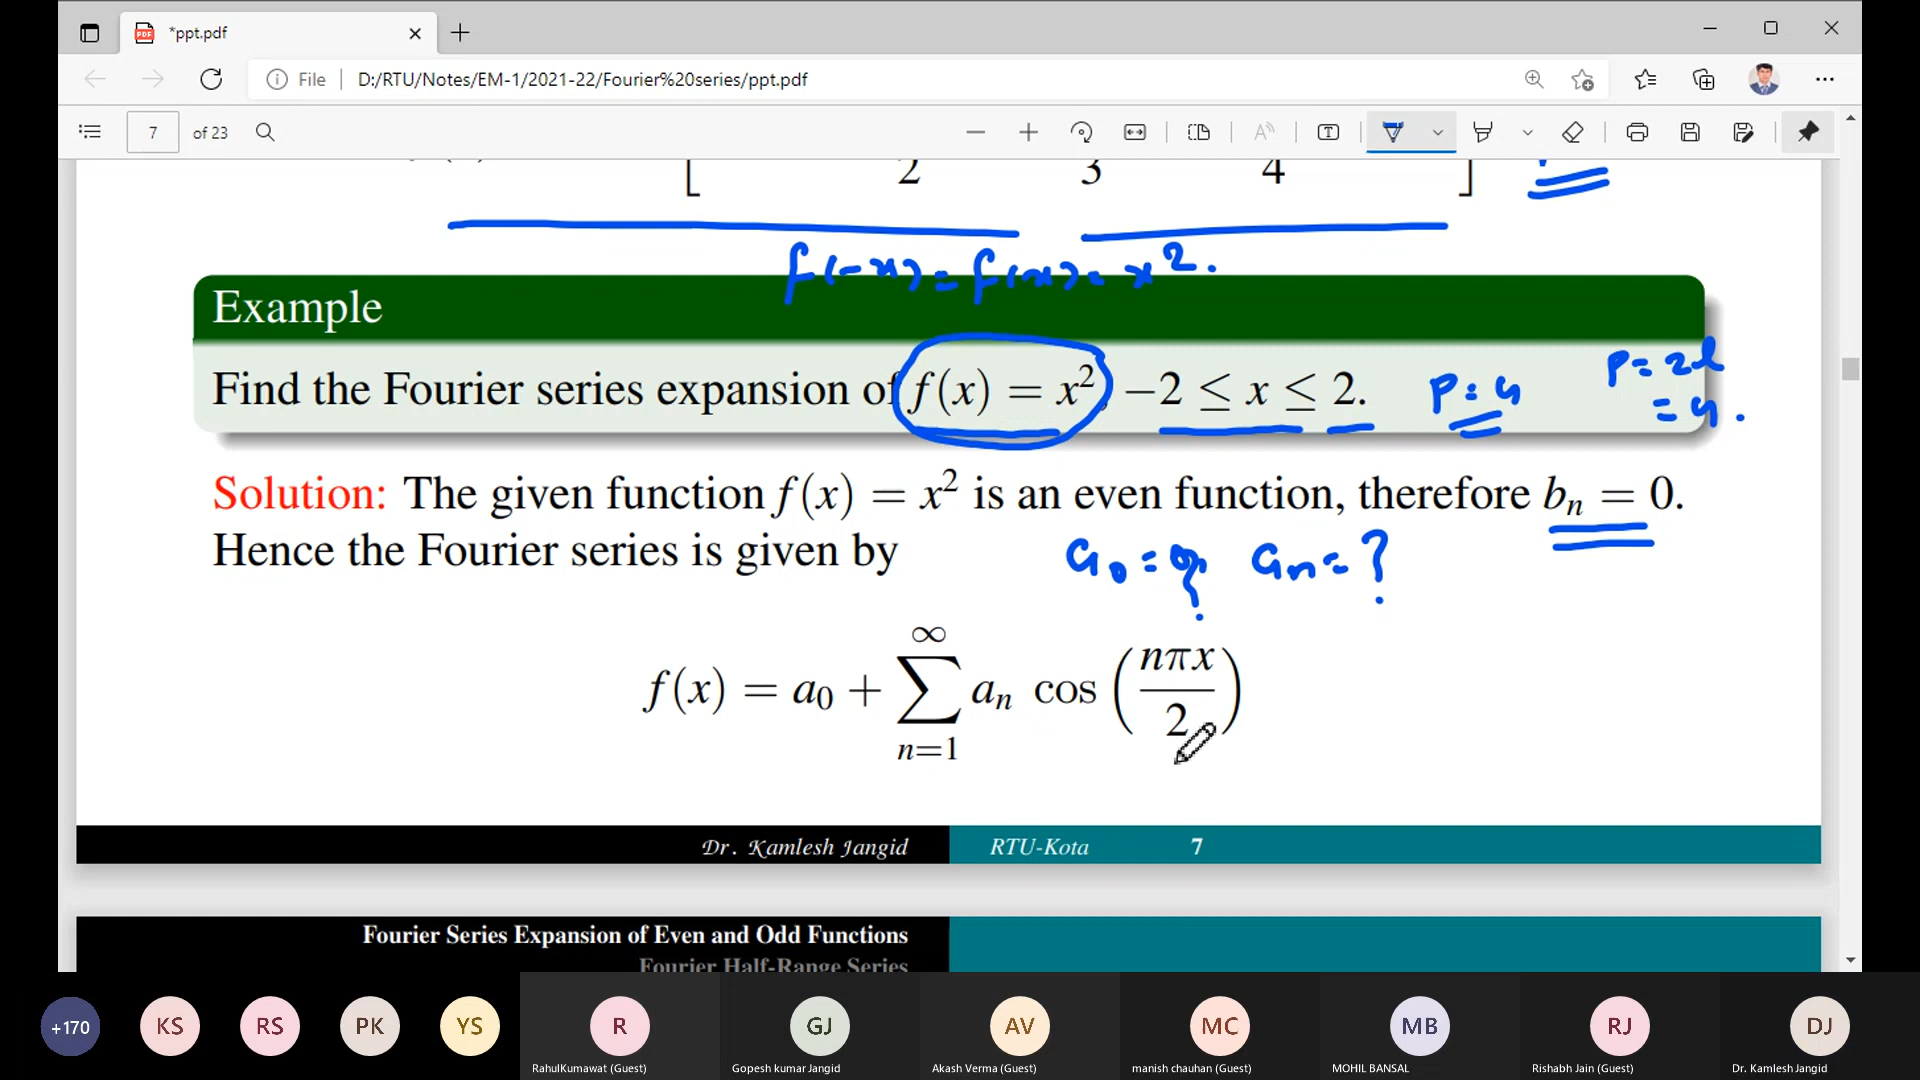 *ppt.pdf
File D:/RTU/Notes/EM-1/2021-22/Fourier%20series/ppt.pdf
7 of 23
2 3 4
f(-x) = f(x) = x².
Example
Find the Fourier series expansion of f(x) = x² −2 ≤ x ≤ 2. P = 4 P = 2l
= 4.
Solution: The given function f(x) = x² is an even function, therefore bₙ = 0.
Hence the Fourier series is given by a₀ = ? aₙ = ?
f(x) = a₀ + ∑_{n=1}^{∞} aₙ cos (nπx/2)
Dr. Kamlesh Jangid RTU-Kota 7
Fourier Series Expansion of Even and Odd Functions
Fourier Half-Range Series
+170 KS RS PK YS R GJ AV MC MB RJ DJ
RahulKumawat (Guest) Gopesh kumar Jangid Akash Verma (Guest) manish chauhan (Guest) MOHIL BANSAL Rishabh Jain (Guest) Dr. Kamlesh Jangid